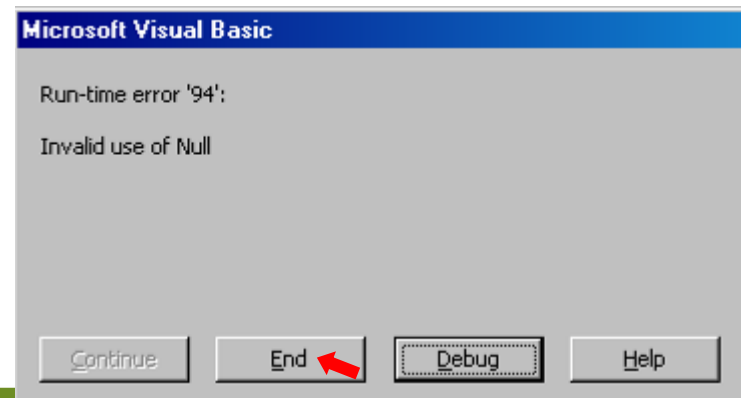 Microsoft Visual Basic
Run-time error '94':
Invalid use of Null
Continue End Debug Help